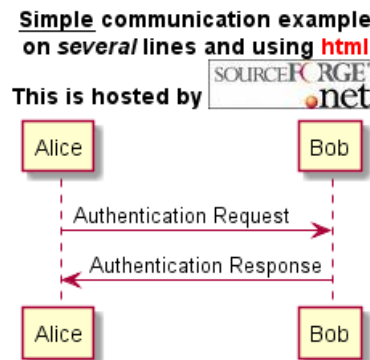 Simple communication example
on several lines and using html
This is hosted by SOURCEFORGE
.net
Alice Bob
Authentication Request
Authentication Response
Alice Bob